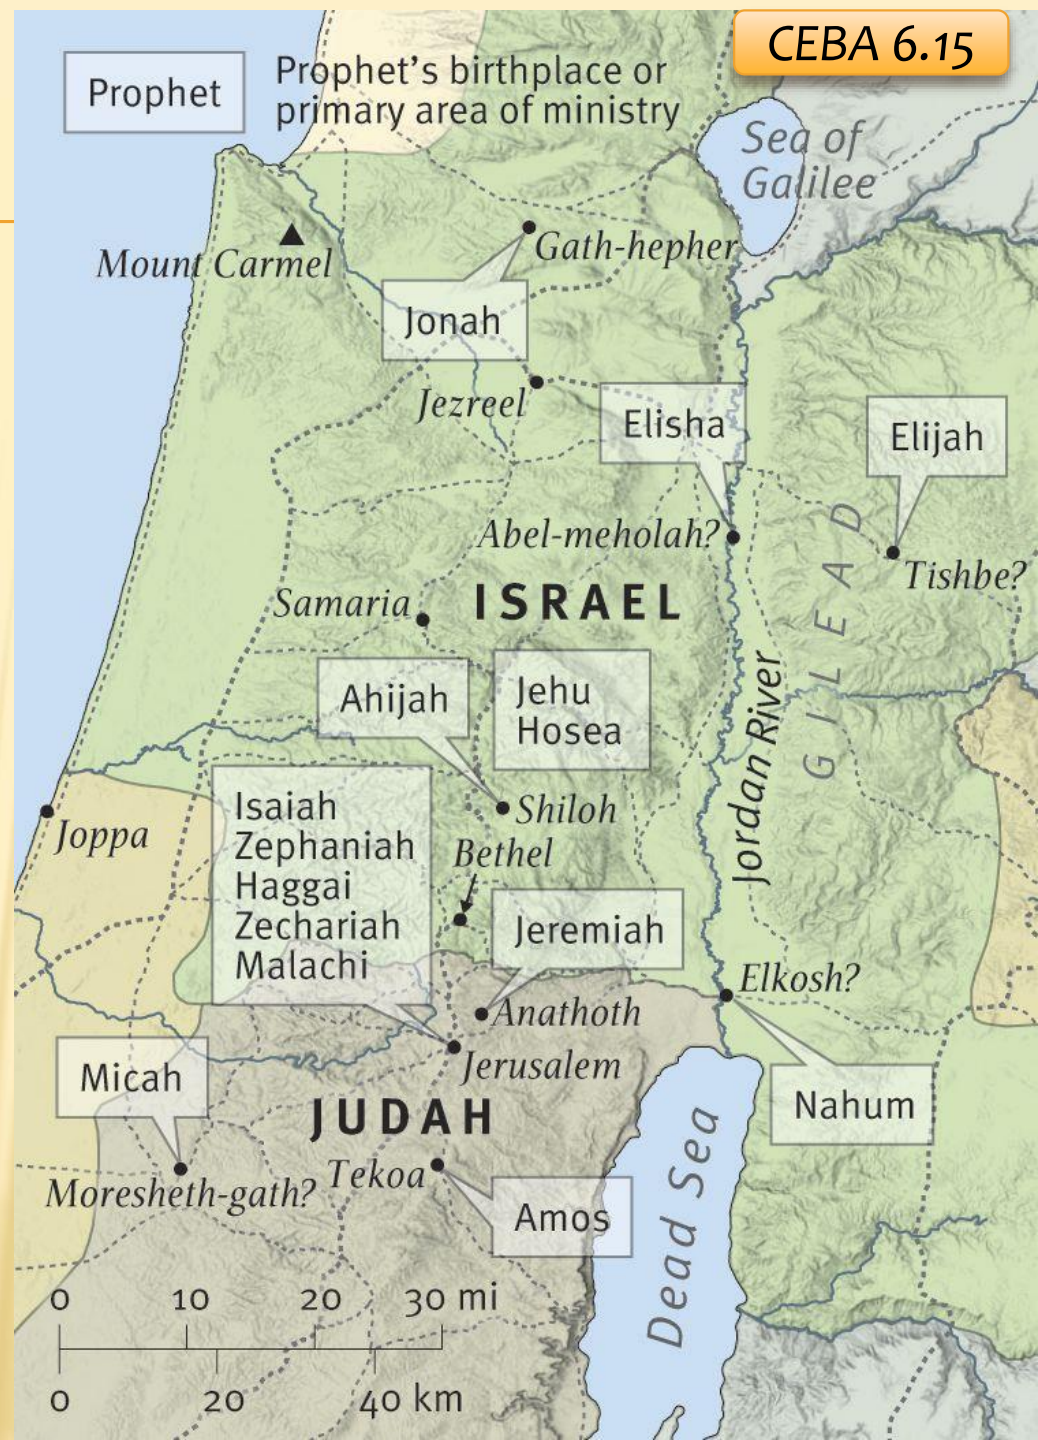 CEBA 6.15
Prophet
Prophet's birthplace or
primary area of ministry
Sea of
Galilee
Mount Carmel
Gath-hepher
Jonah
Jezreel
Elisha
Elijah
Abel-meholah?
Tishbe?
GILEAD
Samaria
ISRAEL
Ahijah
Jehu
Hosea
Jordan River
Isaiah
Zephaniah
Haggai
Zechariah
Malachi
Shiloh
Joppa
Bethel
Jeremiah
Elkosh?
Anathoth
Jerusalem
Micah
Nahum
JUDAH
Moresheth-gath?
Tekoa
Amos
Dead Sea
0 10 20 30 mi
0 20 40 km